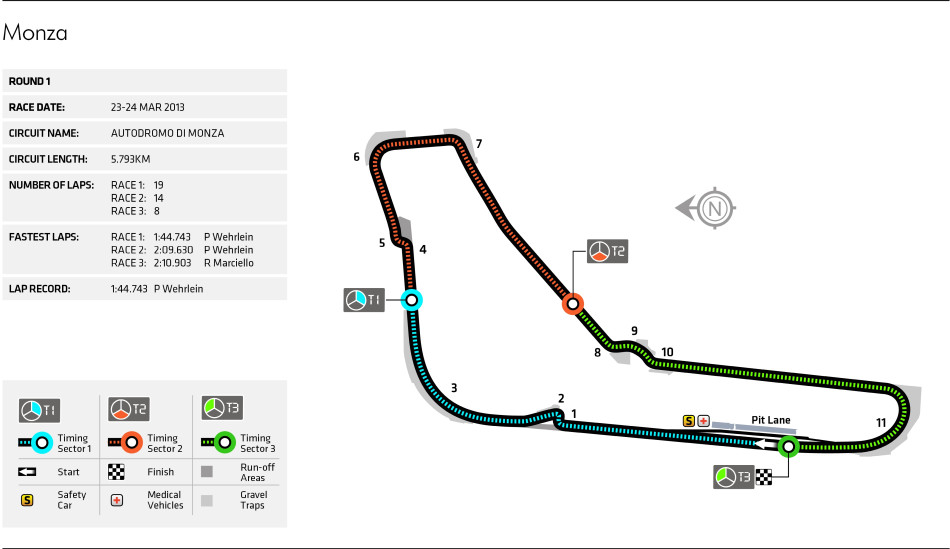 Monza
ROUND 1
RACE DATE: 23-24 MAR 2013
CIRCUIT NAME: AUTODROMO DI MONZA
CIRCUIT LENGTH: 5.793KM
NUMBER OF LAPS: RACE 1: 19
RACE 2: 14
RACE 3: 8
FASTEST LAPS: RACE 1: 1:44.743 P Wehrlein
RACE 2: 2:09.630 P Wehrlein
RACE 3: 2:10.903 R Marciello
LAP RECORD: 1:44.743 P Wehrlein
T1 T2 T3
Timing Sector 1
Timing Sector 2
Timing Sector 3
Start
Finish
Run-off Areas
S
Safety Car
Medical Vehicles
Gravel Traps
7
6
N
5
4
T2
T1
9
8
10
3
2
1
S
Pit Lane
11
T3